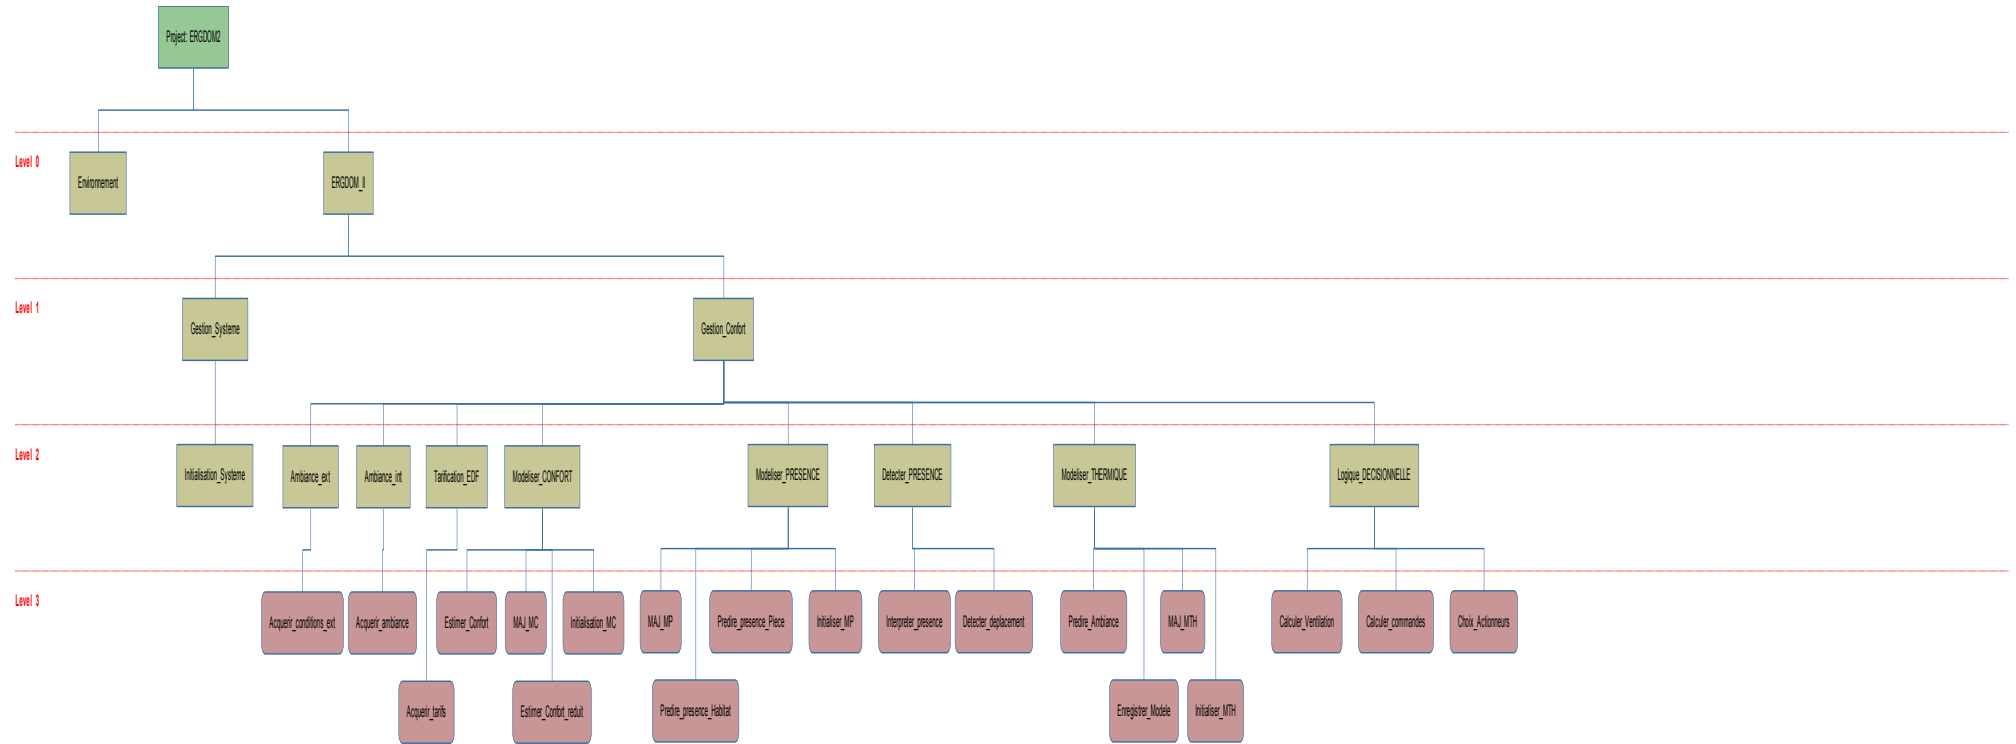 Project: ERGDOM2
Level 0
Environnement
ERGDOM_II
Level 1
Gestion_Systeme
Gestion_Confort
Level 2
Initialisation_Systeme
Ambiance_ext
Ambiance_int
Tarification_EDF
Modeliser_CONFORT
Modeliser_PRESENCE
Detecter_PRESENCE
Modeliser_THERMIQUE
Logique_DECISIONNELLE
Level 3
Acquerir_conditions_ext
Acquerir_ambiance
Estimer_Confort
MAJ_MC
Initialisation_MC
MAJ_MP
Predire_presence_Piece
Initialiser_MP
Interpreter_presence
Detecter_deplacement
Predire_Ambiance
MAJ_MTH
Calculer_Ventilation
Calculer_commandes
Choix_Actionneurs
Acquerir_tarifs
Estimer_Confort_reduit
Predire_presence_Habitat
Enregistrer_Modele
Initialiser_MTH